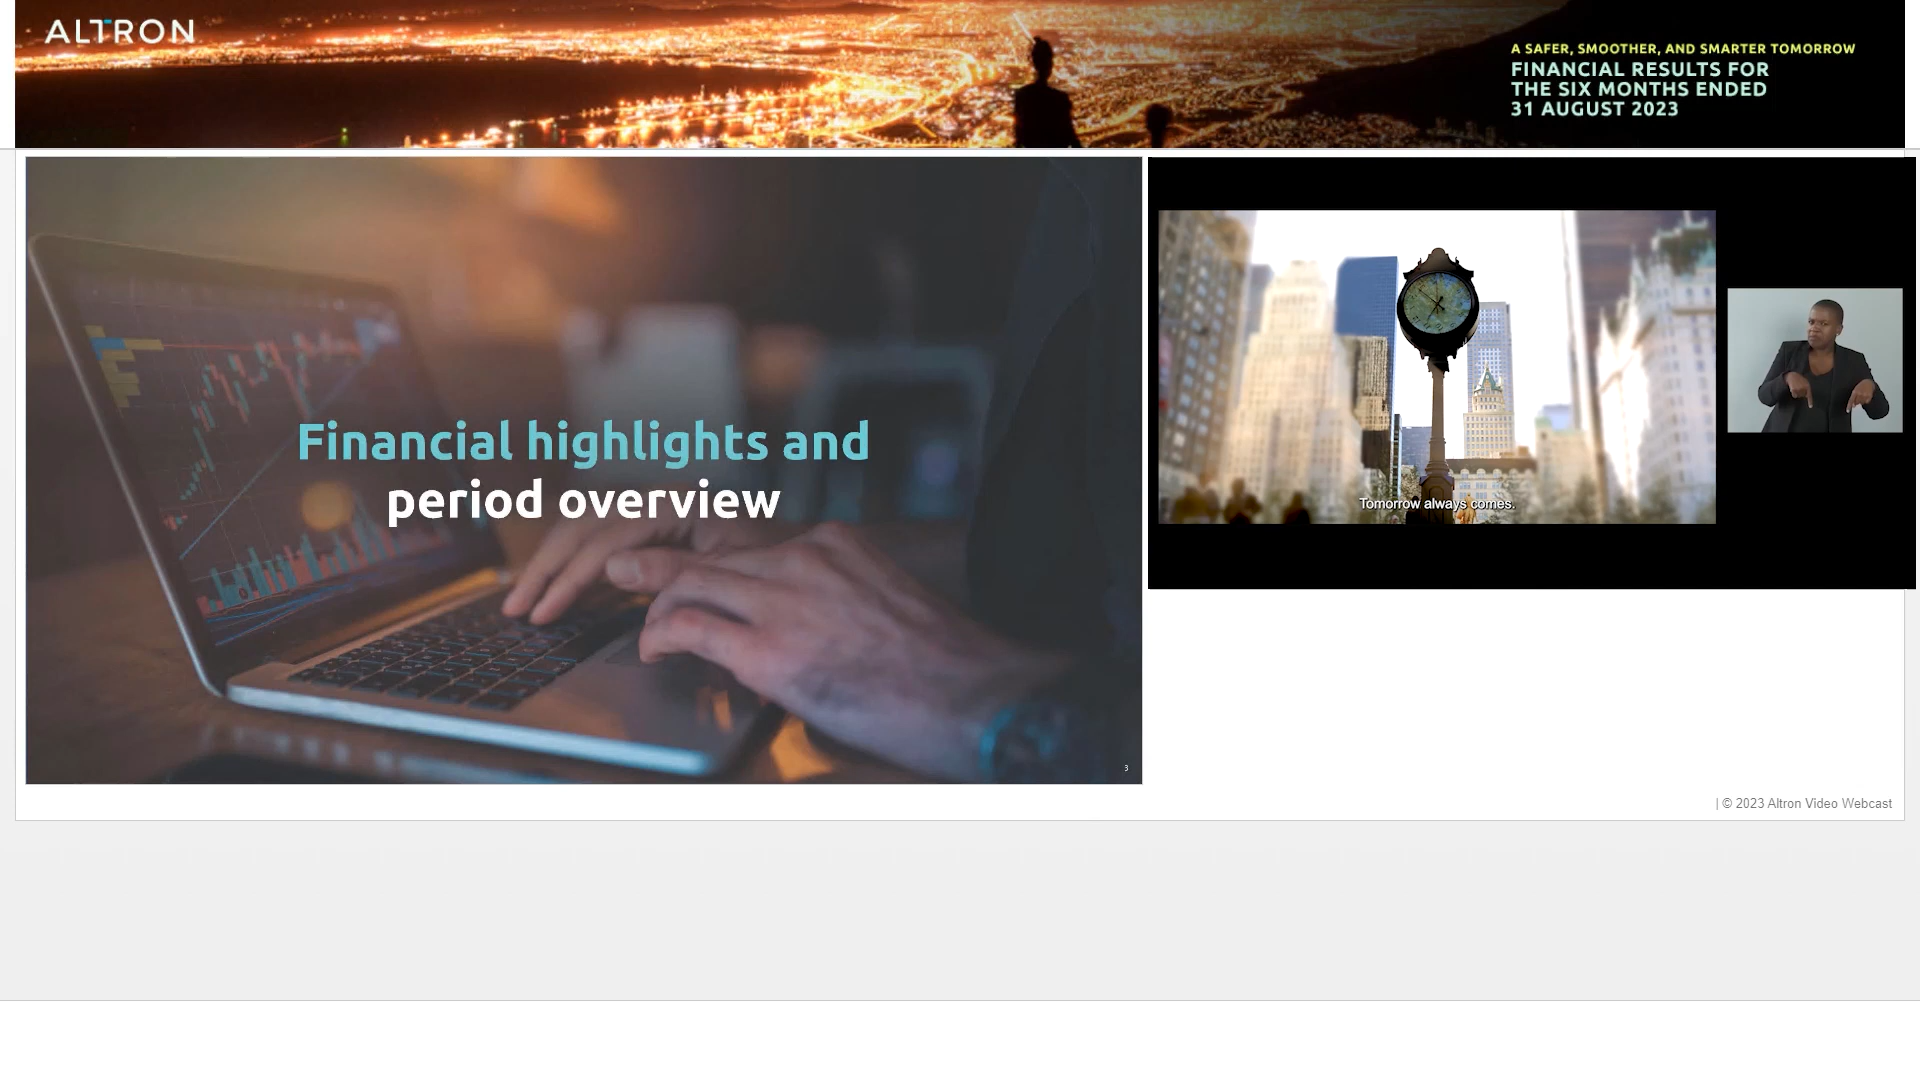 ALTRON
A SAFER, SMOOTHER, AND SMARTER TOMORROW
FINANCIAL RESULTS FOR
THE SIX MONTHS ENDED
31 AUGUST 2023
Financial highlights and
period overview
3
Tomorrow always comes.
| © 2023 Altron Video Webcast